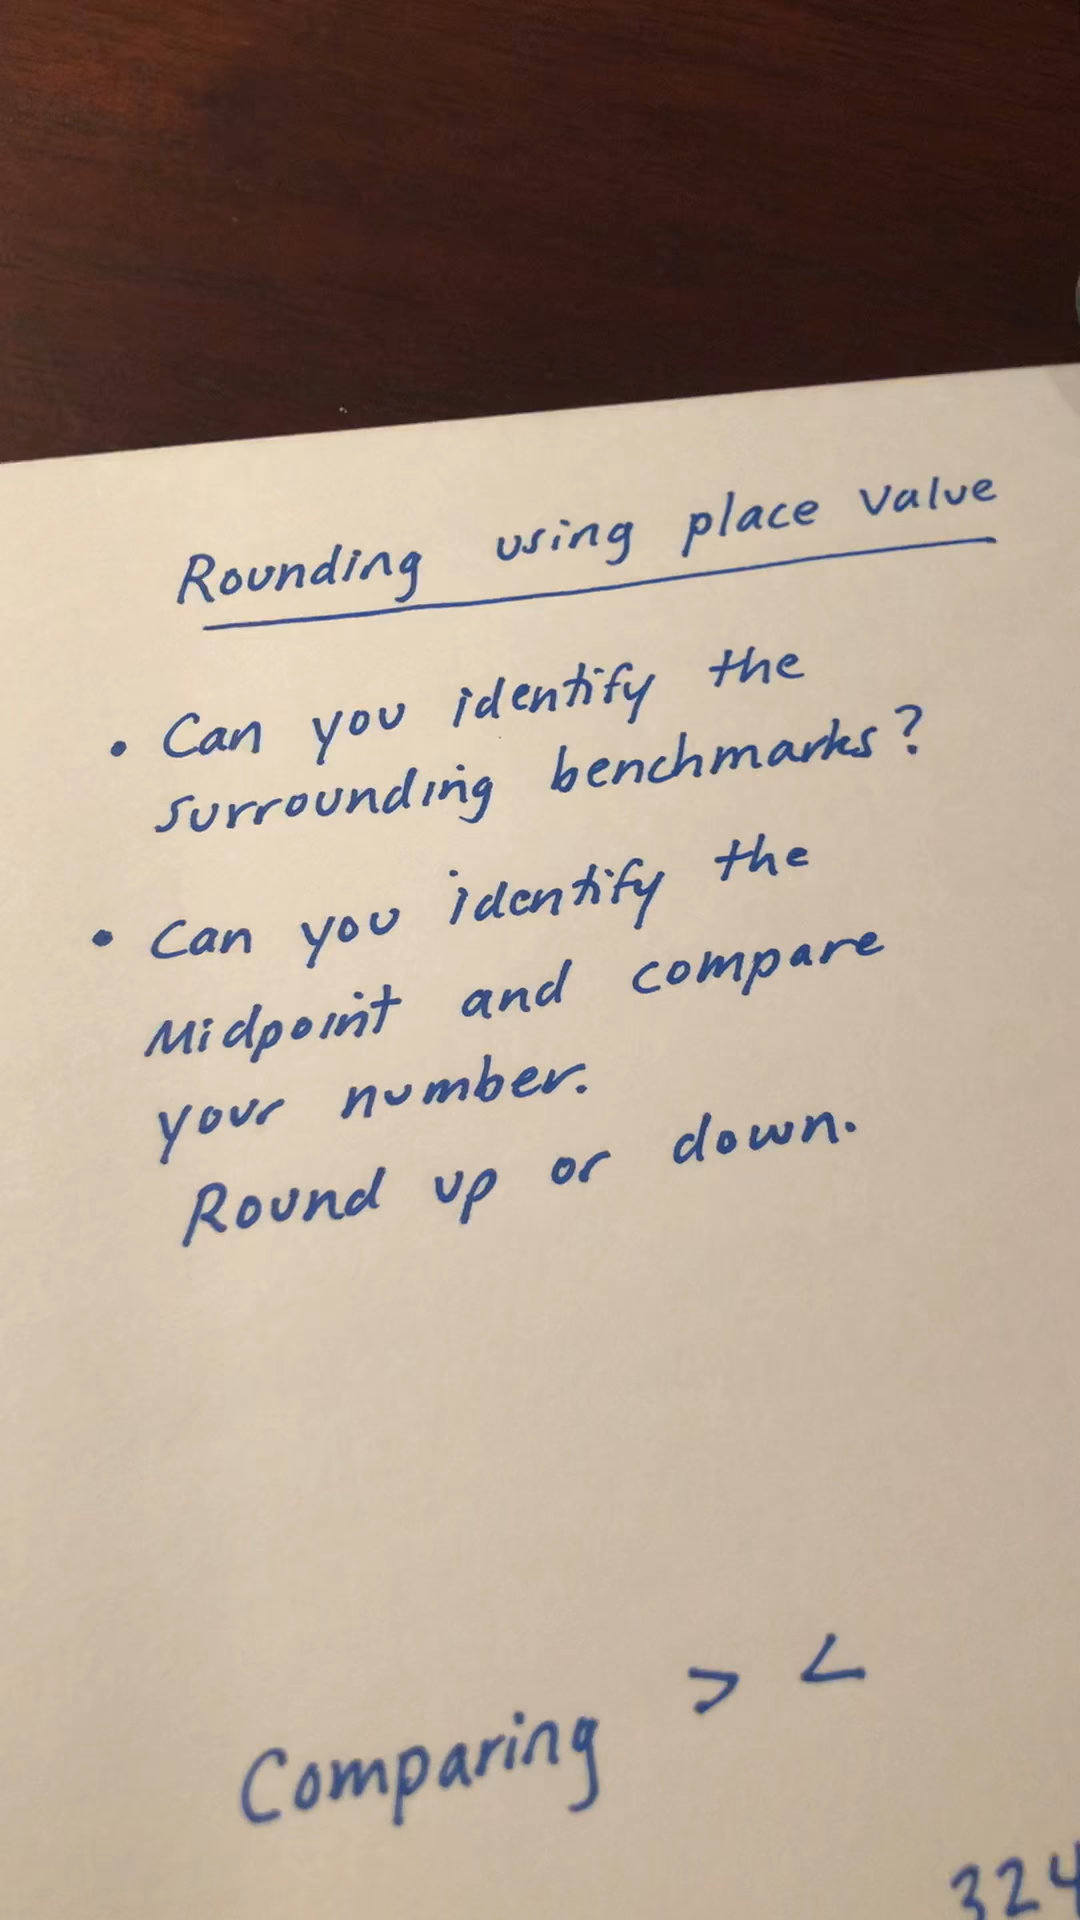 Rounding using place value
• Can you identify the
surrounding benchmarks?
• Can you identify the
Midpoint and compare
your number.
Round up or down.
Comparing > <
324